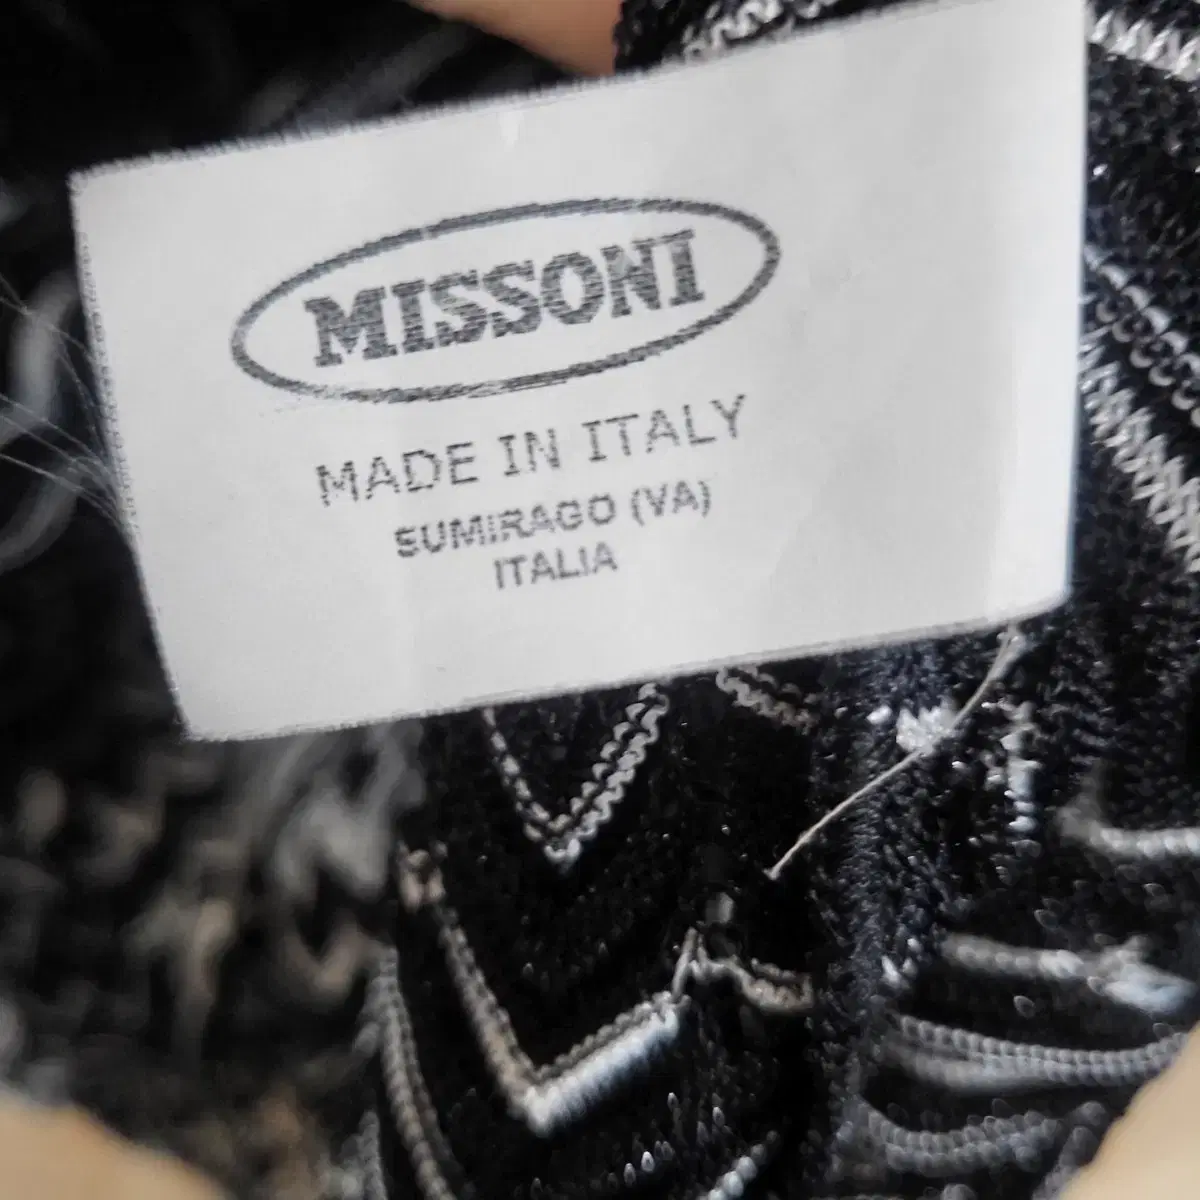 MISSONI
MADE IN ITALY
SUMIRAGO (VA)
ITALIA